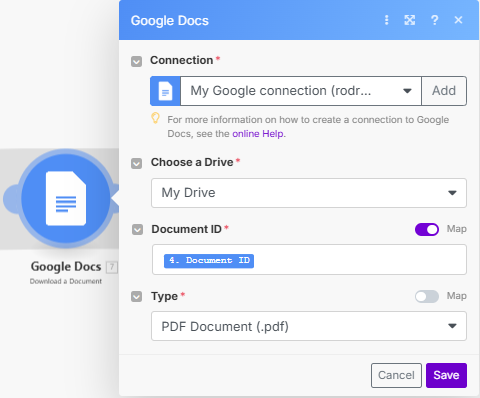 Google Docs
?
Connection *
My Google connection (rodr...
Add
For more information on how to create a connection to Google
Docs, see the online Help.
Choose a Drive *
My Drive
Document ID *
Map
4. Document ID
Google Docs ?
Download a Document
Type *
Map
PDF Document (.pdf)
Cancel
Save